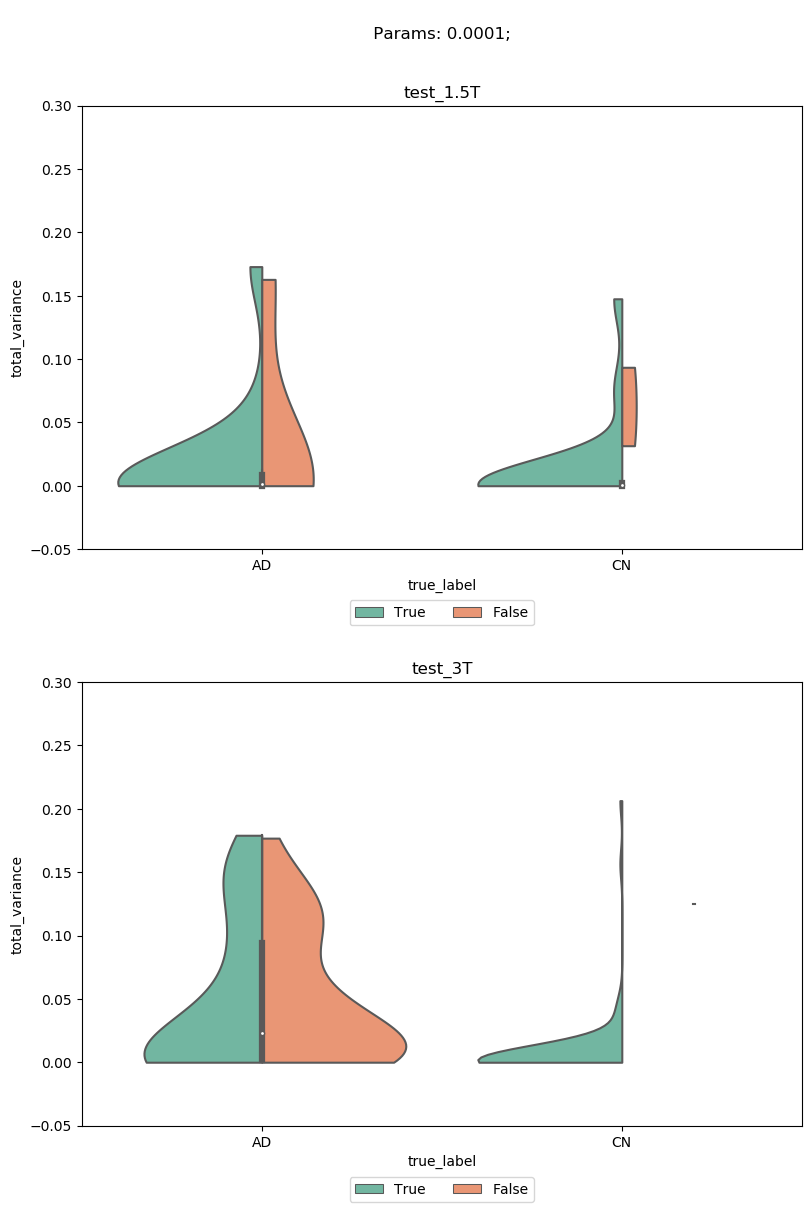 Params: 0.0001;
test_1.5T
0.30
0.25
0.20
0.15
0.10
0.05
0.00
−0.05
total_variance
AD CN
true_label
True False
test_3T
0.30
0.25
0.20
0.15
0.10
0.05
0.00
−0.05
total_variance
AD CN
true_label
True False